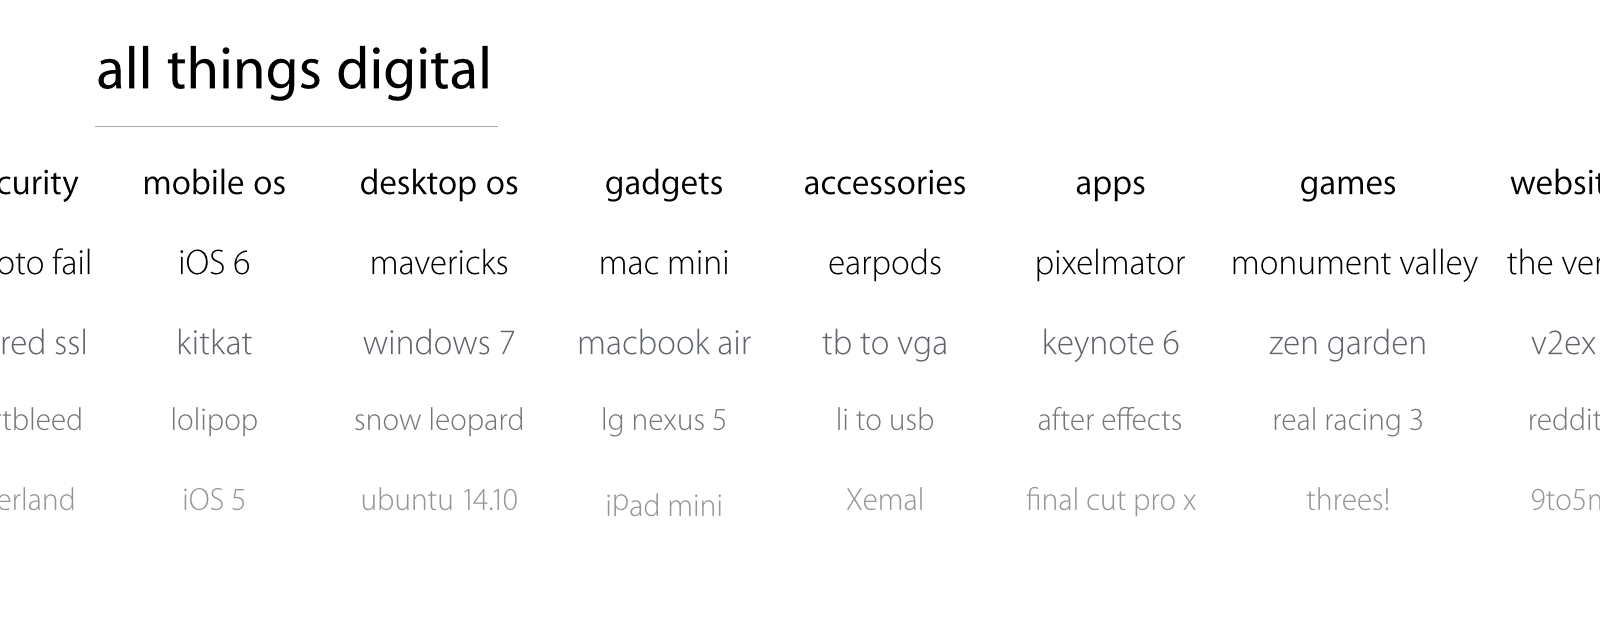 all things digital
curity mobile os desktop os gadgets accessories apps games websit
oto fail iOS 6 mavericks mac mini earpods pixelmator monument valley the ver
red ssl kitkat windows 7 macbook air tb to vga keynote 6 zen garden v2ex
tbleed lolipop snow leopard lg nexus 5 li to usb after effects real racing 3 reddit
erland iOS 5 ubuntu 14.10 ipad mini Xemal final cut pro x threes! 9to5m